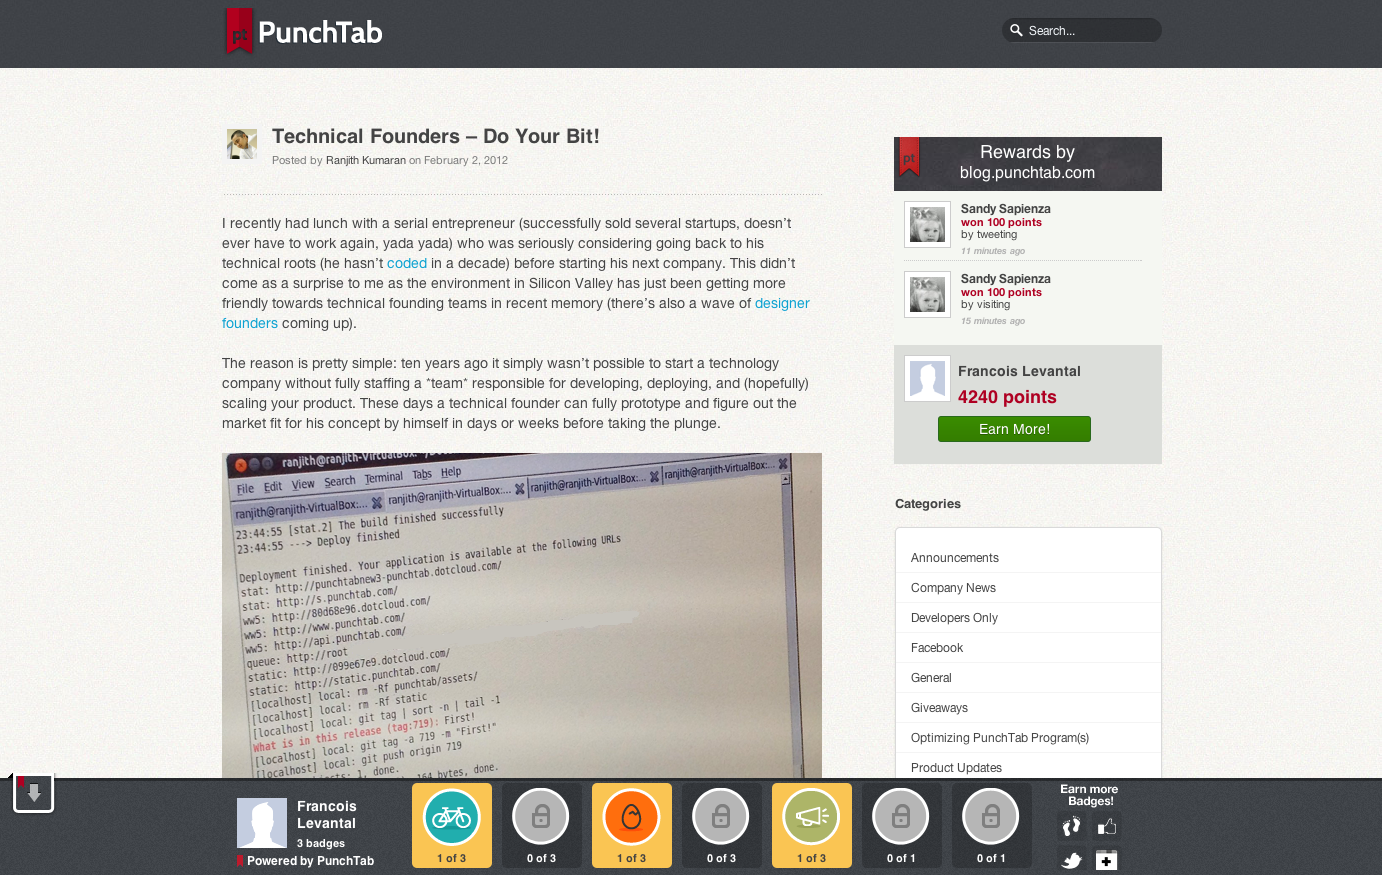 pt PunchTab
Search...
Technical Founders – Do Your Bit!
Posted by Ranjith Kumaran on February 2, 2012
I recently had lunch with a serial entrepreneur (successfully sold several startups, doesn't
ever have to work again, yada yada) who was seriously considering going back to his
technical roots (he hasn't coded in a decade) before starting his next company. This didn't
come as a surprise to me as the environment in Silicon Valley has just been getting more
friendly towards technical founding teams in recent memory (there's also a wave of designer
founders coming up).
The reason is pretty simple: ten years ago it simply wasn't possible to start a technology
company without fully staffing a *team* responsible for developing, deploying, and (hopefully)
scaling your product. These days a technical founder can fully prototype and figure out the
market fit for his concept by himself in days or weeks before taking the plunge.
ranjith@ranjith-VirtualBox:
File Edit View Search Terminal Tabs Help
ranjith@ranjith-VirtualBox:... ranjith@ranjith-VirtualBox:... ranjith@ranjith-VirtualBox:... ranjith@ranjith-VirtualBox:...
23:44:55 [stat.2] The build finished successfully
23:44:55 ---> Deploy finished
Deployment finished. Your application is available at the following URLs
stat: http://punchtabnew3-punchtab.dotcloud.com/
stat: http://s.punchtab.com/
ww5: http://80d68e96.dotcloud.com/
ww5: http://www.punchtab.com/
ww5: http://api.punchtab.com/
queue: http://root
static: http://099e67e9.dotcloud.com/
static: http://static.punchtab.com/
[localhost] local: rm -Rf punchtab/assets/
[localhost] local: rm -Rf static
[localhost] local: git tag | sort -n | tail -1
What is in this release (tag:719): First!
[localhost] local: git tag -a 719 -m "First!"
[localhost] local: git push origin 719
1, done.
164 bytes, done.
pt
Rewards by
blog.punchtab.com
Sandy Sapienza
won 100 points
by tweeting
11 minutes ago
Sandy Sapienza
won 100 points
by visiting
15 minutes ago
Francois Levantal
4240 points
Earn More!
Categories
Announcements
Company News
Developers Only
Facebook
General
Giveaways
Optimizing PunchTab Program(s)
Product Updates
Francois
Levantal
3 badges
Powered by PunchTab
1 of 3
0 of 3
1 of 3
0 of 3
1 of 3
0 of 1
0 of 1
Earn more
Badges!